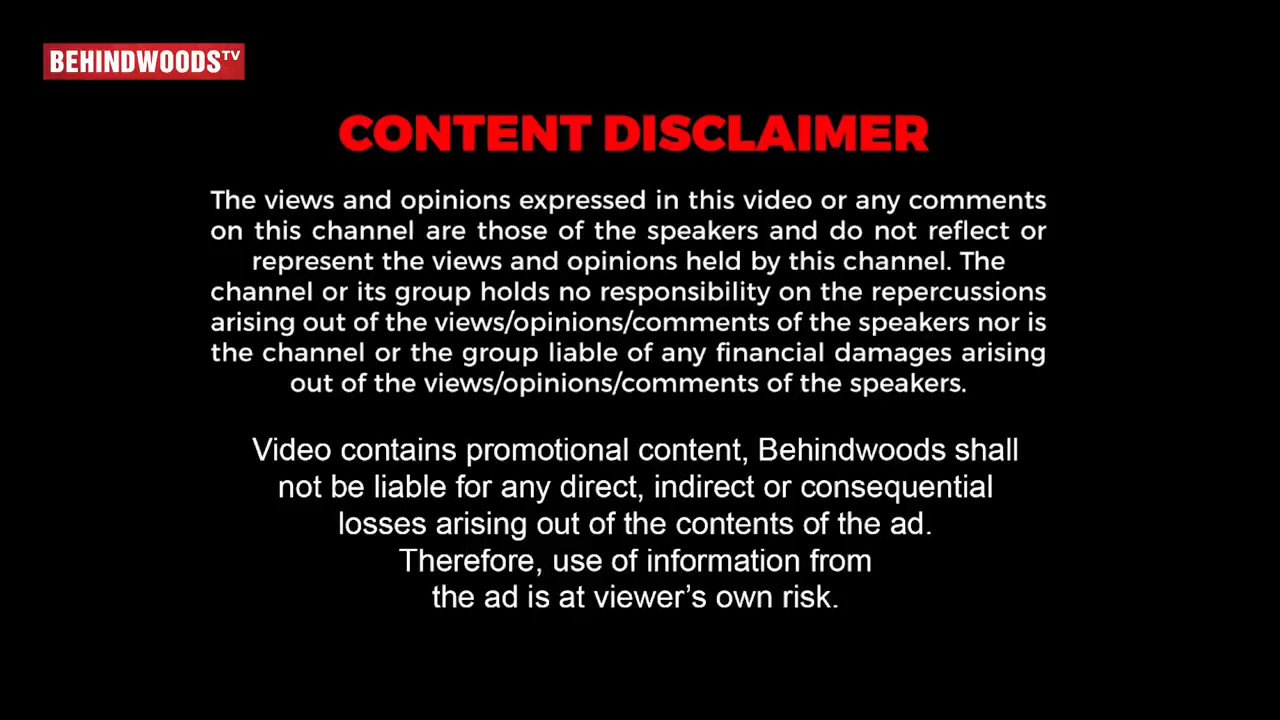 BEHINDWOODS TV
CONTENT DISCLAIMER
The views and opinions expressed in this video or any comments
on this channel are those of the speakers and do not reflect or
represent the views and opinions held by this channel. The
channel or its group holds no responsibility on the repercussions
arising out of the views/opinions/comments of the speakers nor is
the channel or the group liable of any financial damages arising
out of the views/opinions/comments of the speakers.
Video contains promotional content, Behindwoods shall
not be liable for any direct, indirect or consequential
losses arising out of the contents of the ad.
Therefore, use of information from
the ad is at viewer’s own risk.